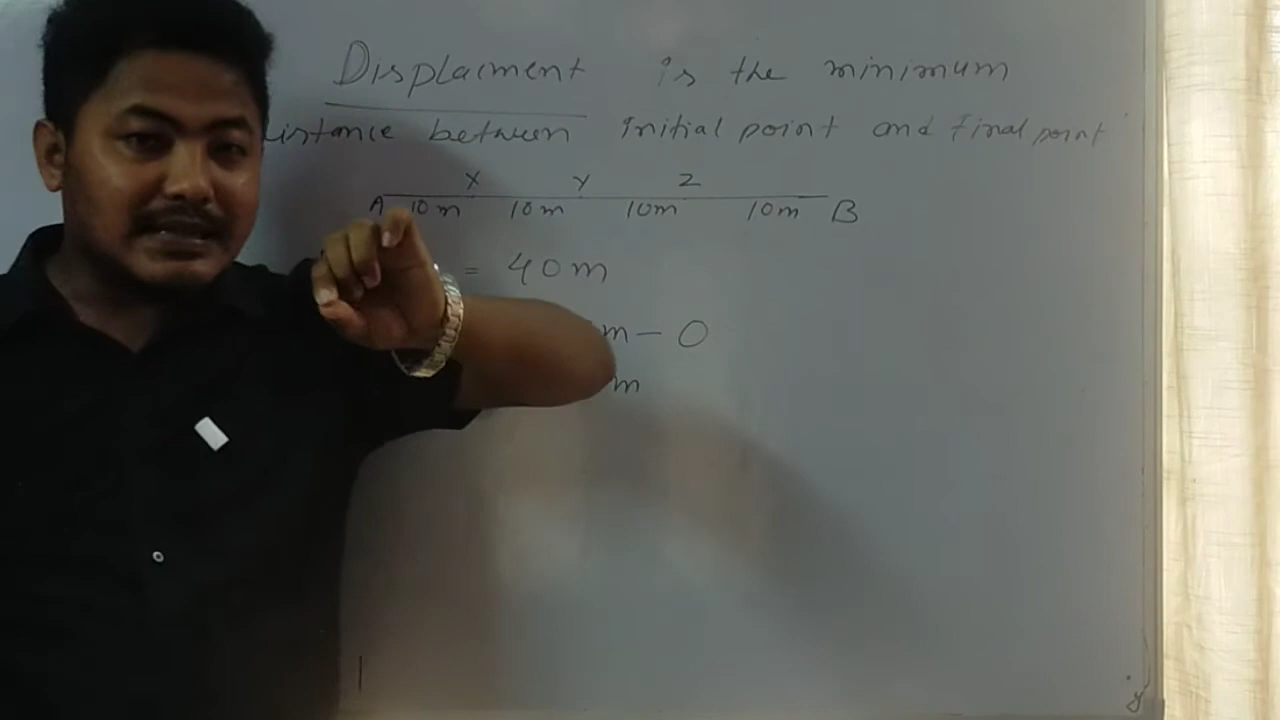 Displacment is the minimum
istance between initial point and final point
X Y Z
A 10m 10m 10m 10m B
= 40m
m - 0
m